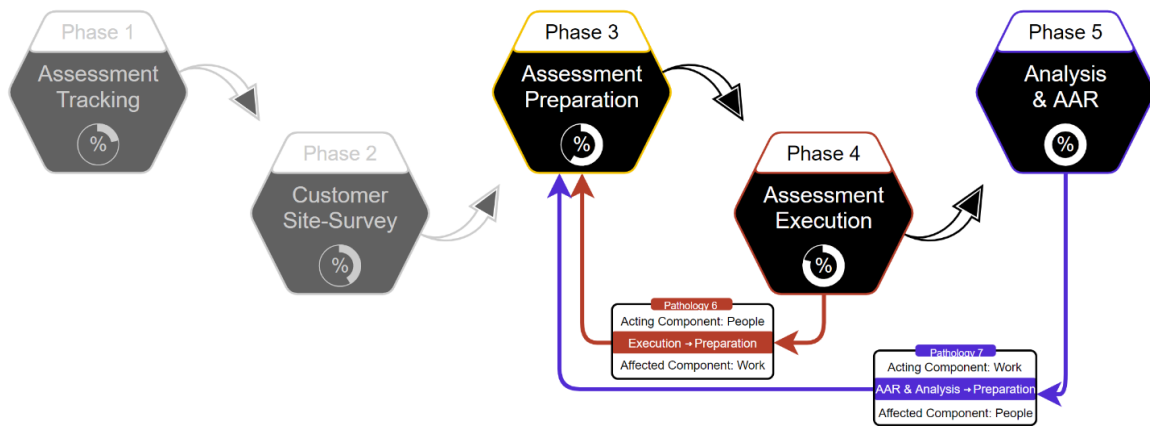 Phase 1
Assessment
Tracking
%
Phase 2
Customer
Site-Survey
%
Phase 3
Assessment
Preparation
%
Phase 4
Assessment
Execution
%
Phase 5
Analysis
& AAR
%
Pathology 6
Acting Component: People
Execution → Preparation
Affected Component: Work
Pathology 7
Acting Component: Work
AAR & Analysis → Preparation
Affected Component: People